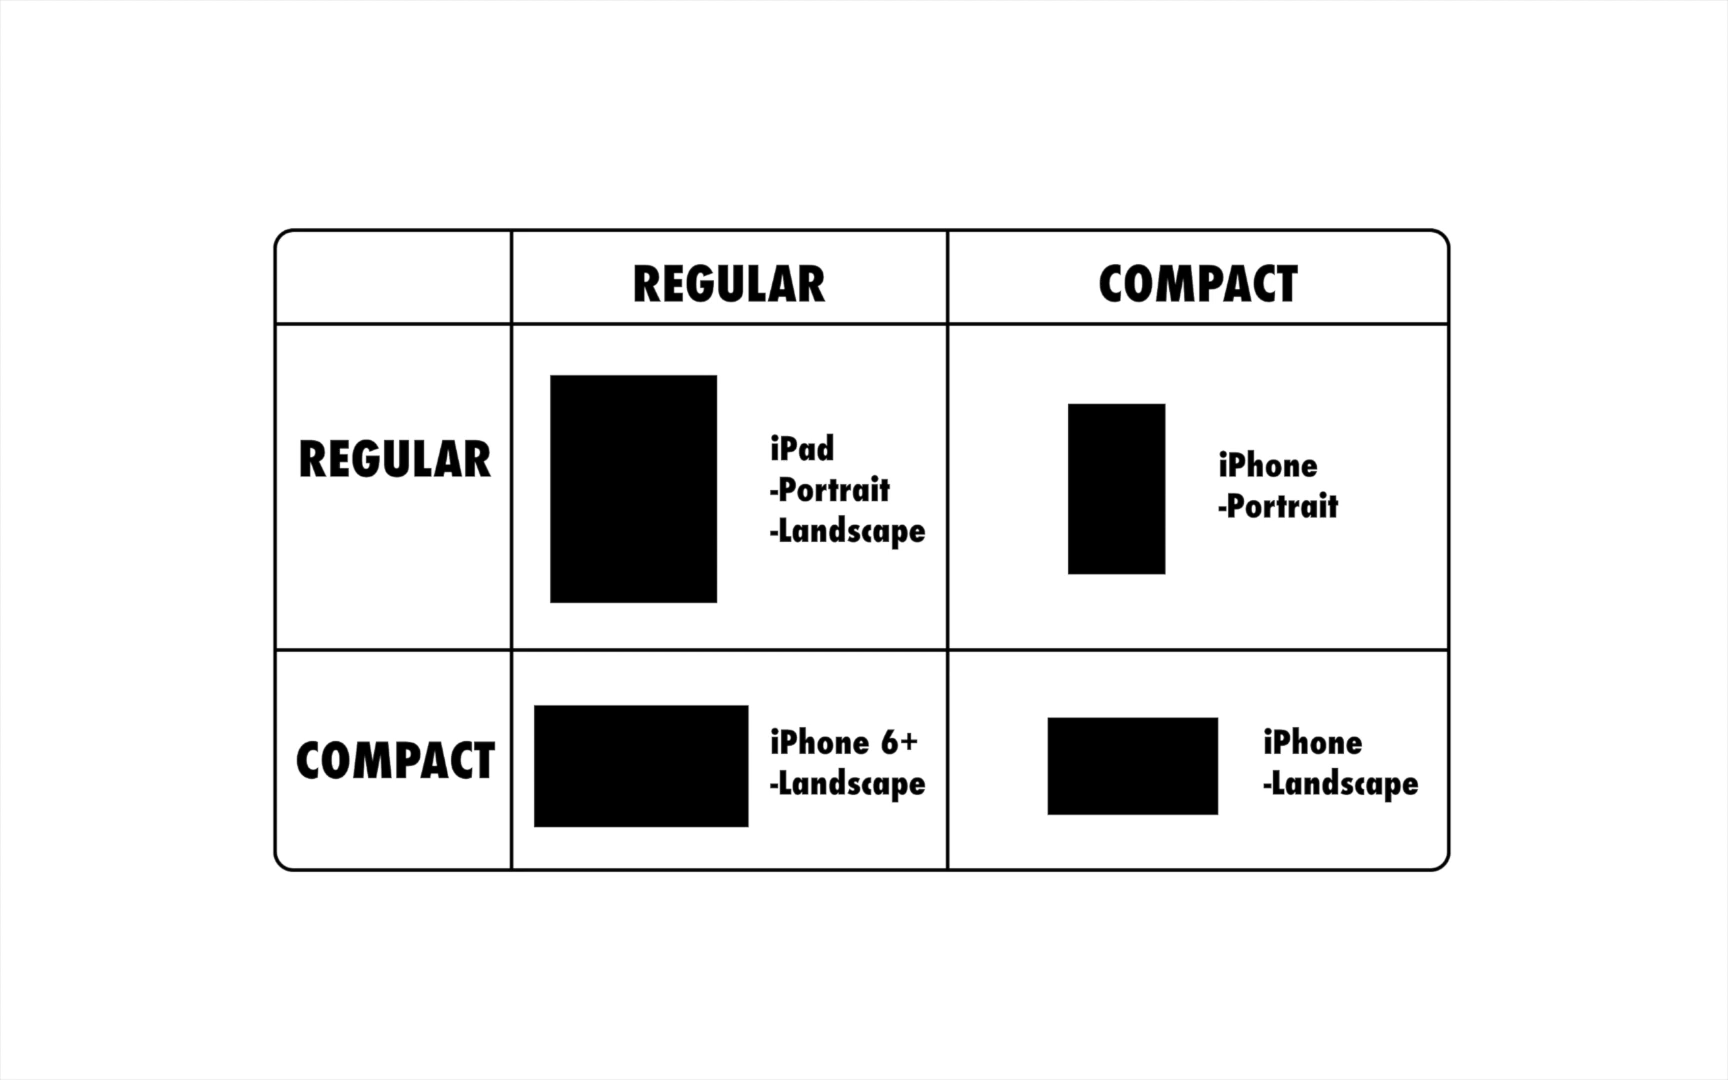 REGULAR
COMPACT
REGULAR
iPad
-Portrait
-Landscape
iPhone
-Portrait
COMPACT
iPhone 6+
-Landscape
iPhone
-Landscape